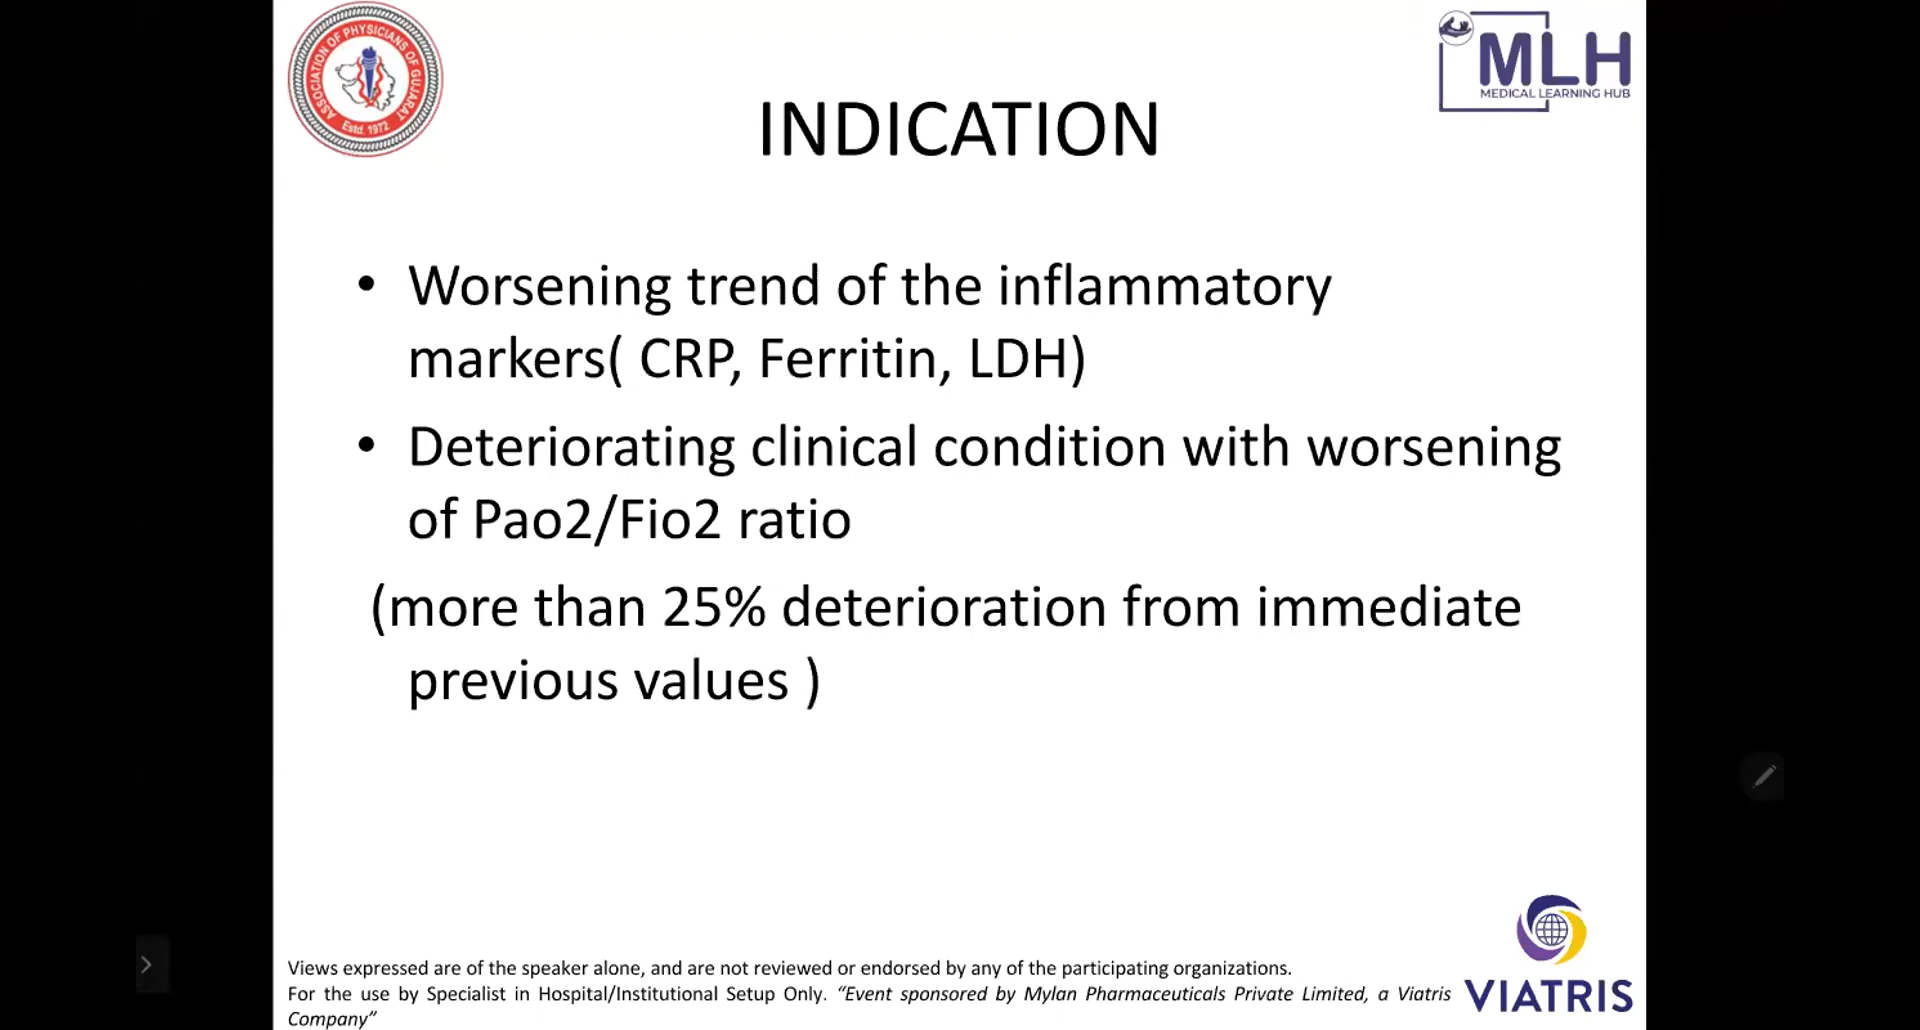 ASSOCIATION OF PHYSICIANS OF GUJARAT
Estd. 1972
MLH
MEDICAL LEARNING HUB
INDICATION
• Worsening trend of the inflammatory
markers( CRP, Ferritin, LDH)
• Deteriorating clinical condition with worsening
of Pao2/Fio2 ratio
(more than 25% deterioration from immediate
previous values )
Views expressed are of the speaker alone, and are not reviewed or endorsed by any of the participating organizations.
For the use by Specialist in Hospital/Institutional Setup Only. “Event sponsored by Mylan Pharmaceuticals Private Limited, a Viatris
Company”
VIATRIS